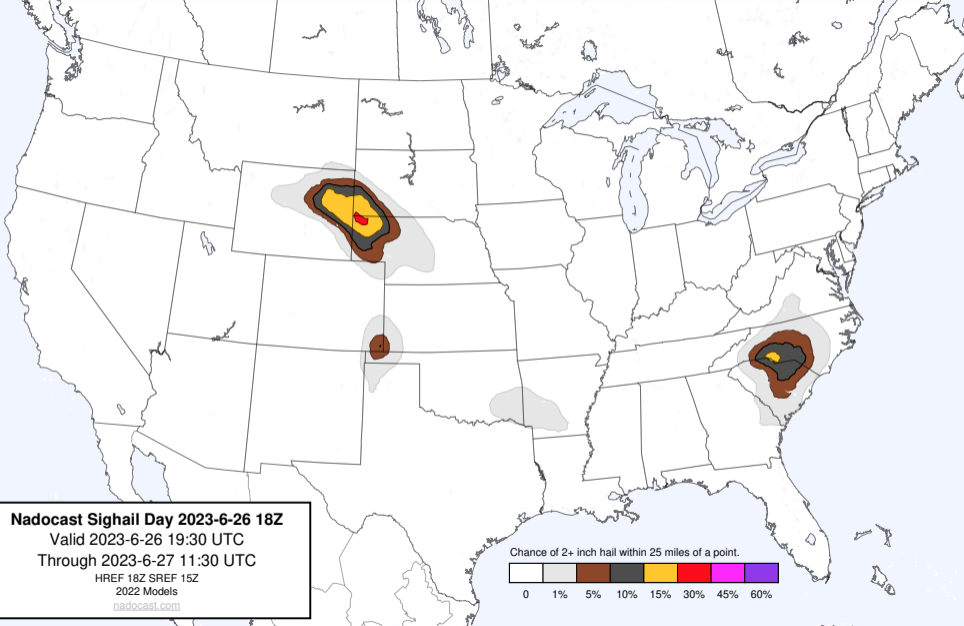 Nadocast Sighail Day 2023-6-26 18Z
Valid 2023-6-26 19:30 UTC
Through 2023-6-27 11:30 UTC
HREF 18Z SREF 15Z
2022 Models
nadocast.com
Chance of 2+ inch hail within 25 miles of a point.
0 1% 5% 10% 15% 30% 45% 60%